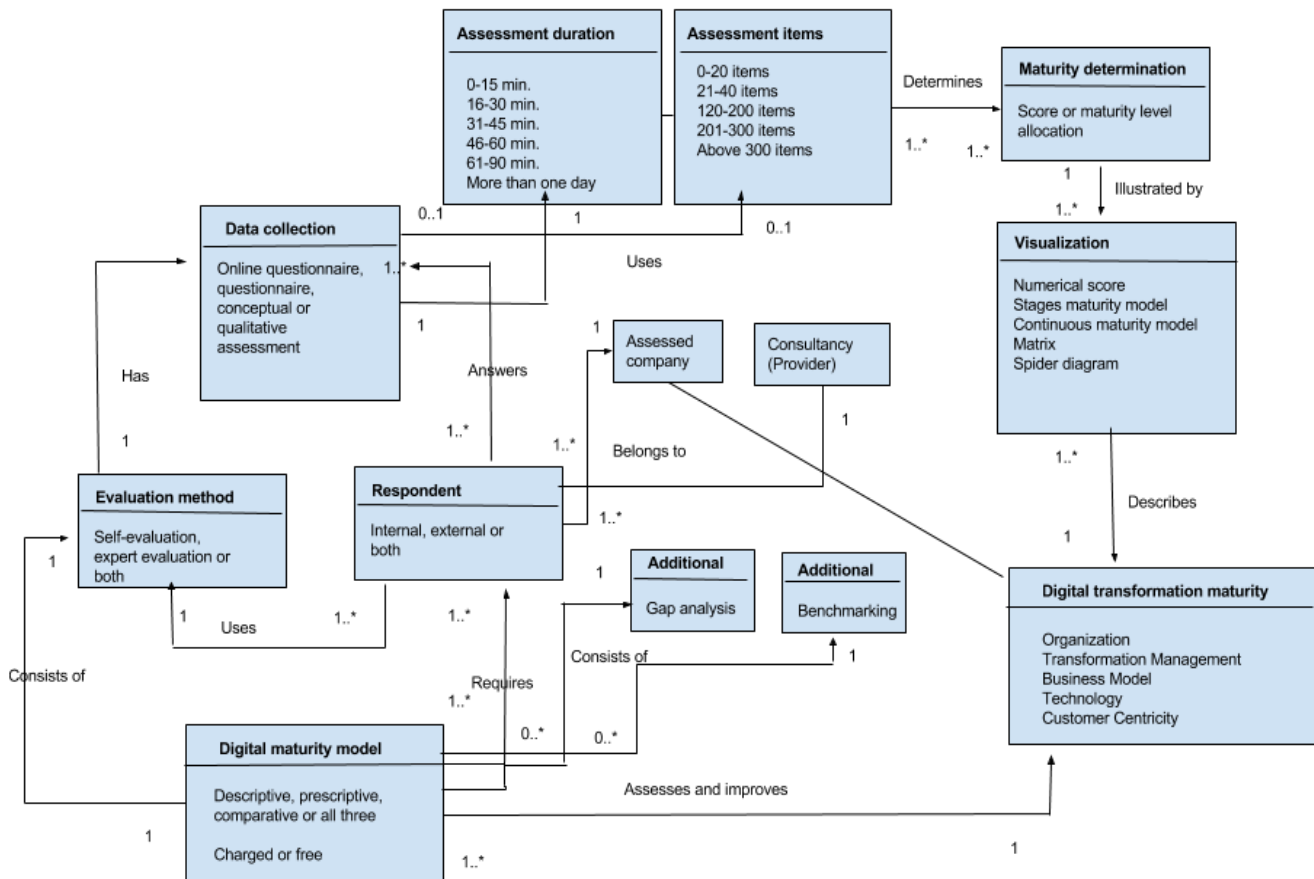 Assessment duration
0-15 min.
16-30 min.
31-45 min.
46-60 min.
61-90 min.
More than one day
Assessment items
0-20 items
21-40 items
120-200 items
201-300 items
Above 300 items
Determines
1..*
1..*
Maturity determination
Score or maturity level
allocation
1
Illustrated by
1..*
Data collection
Online questionnaire,
questionnaire,
conceptual or
qualitative
assessment
0..1
1
0..1
Uses
1..*
1
Visualization
Numerical score
Stages maturity model
Continuous maturity model
Matrix
Spider diagram
1
Assessed
company
Consultancy
(Provider)
Has
Answers
1
1..*
1..*
1
Belongs to
1..*
Evaluation method
Self-evaluation,
expert evaluation or
both
Respondent
Internal, external or
both
1..*
Describes
1
1
1
Additional
Gap analysis
Additional
Benchmarking
Digital transformation maturity
Organization
Transformation Management
Business Model
Technology
Customer Centricity
1
Uses
1..*
1..*
Consists of
1
Consists of
Requires
1..*
0..*
0..*
Digital maturity model
Descriptive, prescriptive,
comparative or all three
Charged or free
Assesses and improves
1
1..*
1